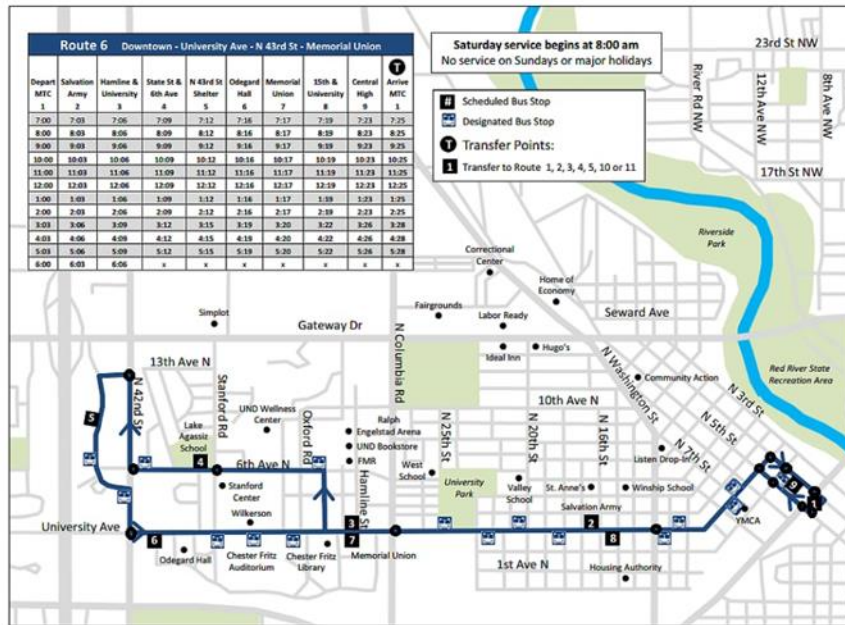 Route 6 Downtown - University Ave - N 43rd St - Memorial Union
T
Depart MTC Salvation Army Hamline & University State St & 6th Ave N 43rd St Shelter Odegard Hall Memorial Union 15th & University Central High Arrive MTC
1 2 3 4 5 6 7 8 9 1
7:00 7:03 7:06 7:09 7:12 7:16 7:17 7:19 7:23 7:25
8:00 8:03 8:06 8:09 8:12 8:16 8:17 8:19 8:23 8:25
9:00 9:03 9:06 9:09 9:12 9:16 9:17 9:19 9:23 9:25
10:00 10:03 10:06 10:09 10:12 10:16 10:17 10:19 10:23 10:25
11:00 11:03 11:06 11:09 11:12 11:16 11:17 11:19 11:23 11:25
12:00 12:03 12:06 12:09 12:12 12:16 12:17 12:19 12:23 12:25
1:00 1:03 1:06 1:09 1:12 1:16 1:17 1:19 1:23 1:25
2:00 2:03 2:06 2:09 2:12 2:16 2:17 2:19 2:23 2:25
3:03 3:06 3:09 3:12 3:15 3:19 3:20 3:22 3:26 3:28
4:03 4:06 4:09 4:12 4:15 4:19 4:20 4:22 4:26 4:28
5:03 5:06 5:09 5:12 5:15 5:19 5:20 5:22 5:26 5:28
6:00 6:03 6:06 x x x x x x x
Saturday service begins at 8:00 am
No service on Sundays or major holidays
# Scheduled Bus Stop
Designated Bus Stop
T Transfer Points:
1 Transfer to Route 1, 2, 3, 4, 5, 10 or 11
23rd St NW
River Rd NW
12th Ave NW
8th Ave NW
17th St NW
Riverside
Park
Correctional
Center
Home of
Economy
Simplot
Fairgrounds
Labor Ready
Seward Ave
Gateway Dr
N Columbia Rd
Ideal Inn
Hugo's
N Washington St
Red River State
Recreation Area
13th Ave N
N 42nd St
Stanford Rd
Community Action
N 3rd St
10th Ave N
N 5th St
N 7th St
UND Wellness
Center
Oxford Rd
Ralph
Engelstad Arena
UND Bookstore
FMR
5
Lake
Agassiz
School
4
6th Ave N
Hamline St
N 25th St
N 20th St
N 16th St
Listen Drop-In
West
School
University
Park
Valley
School
St. Anne's
Winship School
9
Stanford
Center
Wilkerson
Salvation Army
1
YMCA
University Ave
3
2
6
7
8
Memorial Union
Odegard Hall
Chester Fritz
Auditorium
Chester Fritz
Library
1st Ave N
Housing Authority